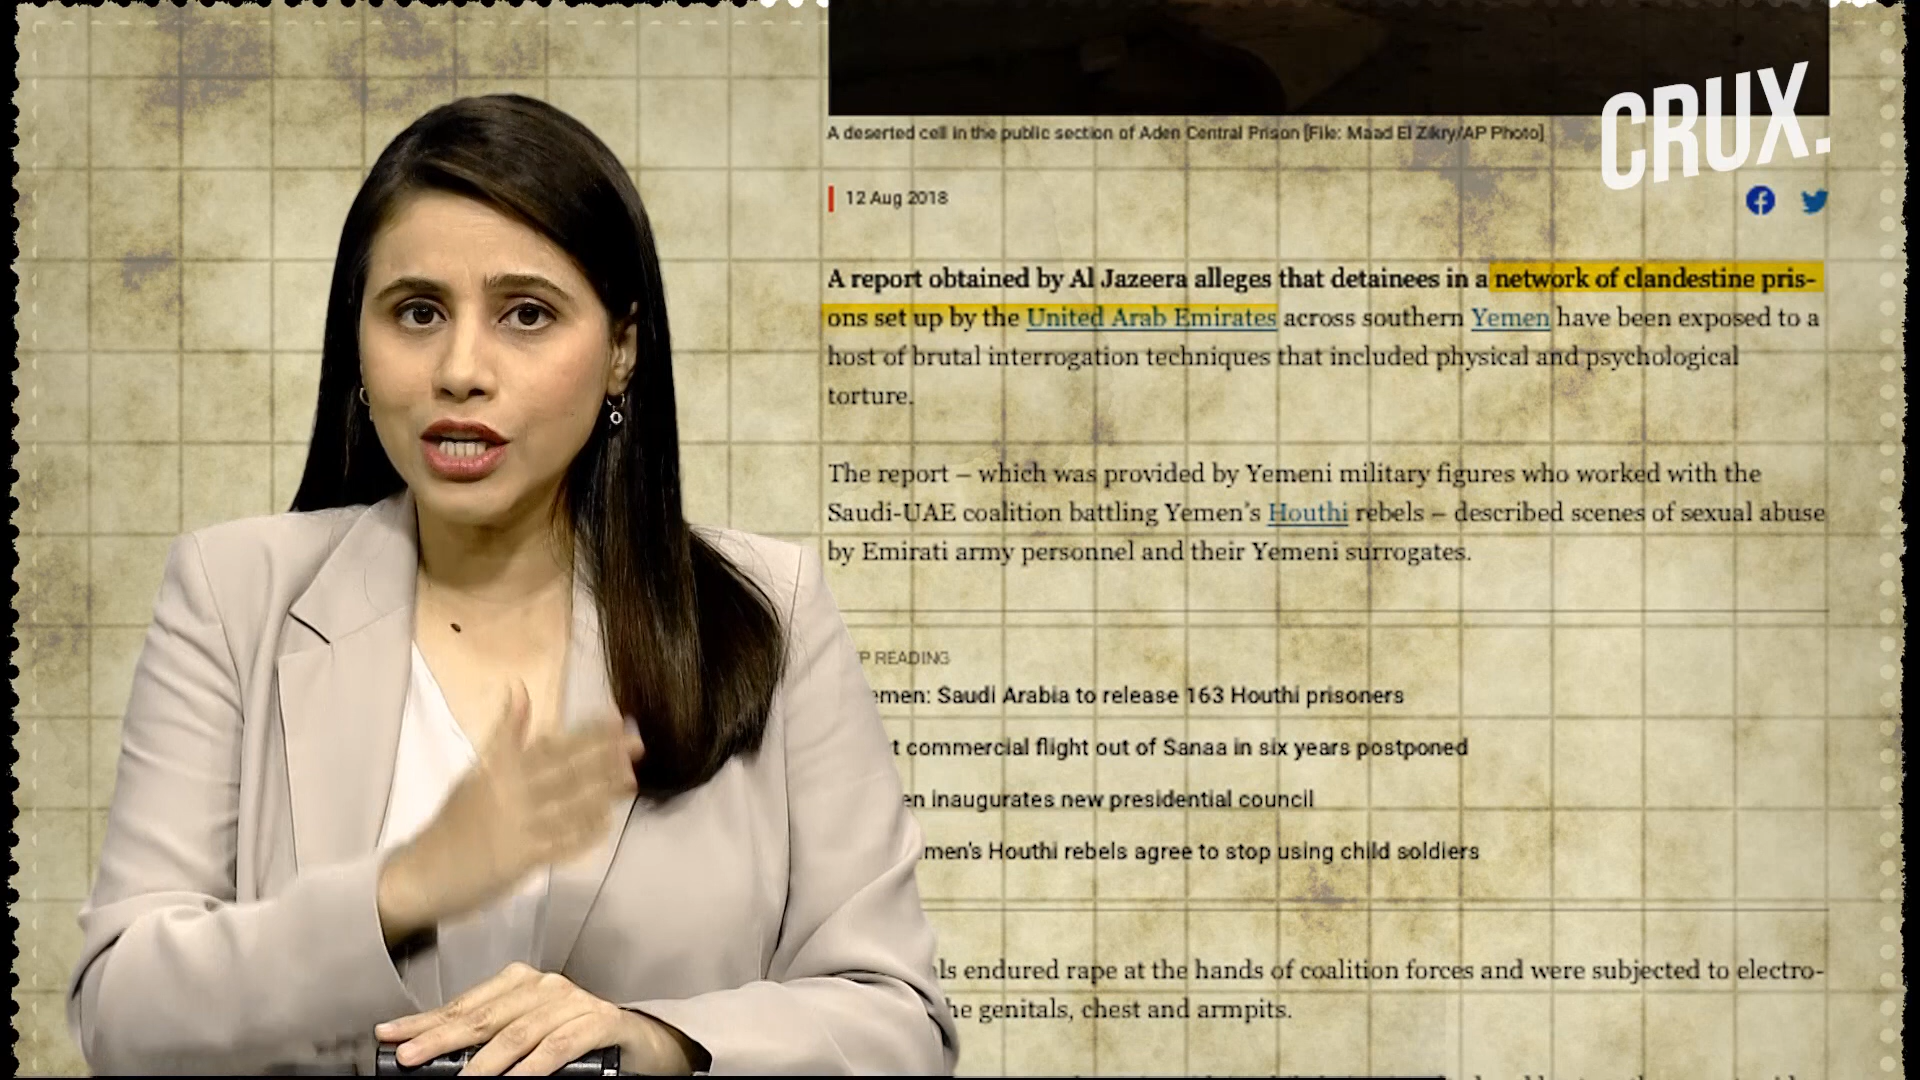 CRUX.
A deserted cell in the public section of Aden Central Prison [File: Maad El Zikry/AP Photo]
12 Aug 2018
A report obtained by Al Jazeera alleges that detainees in a network of clandestine pris-
ons set up by the United Arab Emirates across southern Yemen have been exposed to a
host of brutal interrogation techniques that included physical and psychological
torture.
The report – which was provided by Yemeni military figures who worked with the
Saudi-UAE coalition battling Yemen's Houthi rebels – described scenes of sexual abuse
by Emirati army personnel and their Yemeni surrogates.
P READING
emen: Saudi Arabia to release 163 Houthi prisoners
t commercial flight out of Sanaa in six years postponed
en inaugurates new presidential council
men's Houthi rebels agree to stop using child soldiers
ls endured rape at the hands of coalition forces and were subjected to electro-
he genitals, chest and armpits.